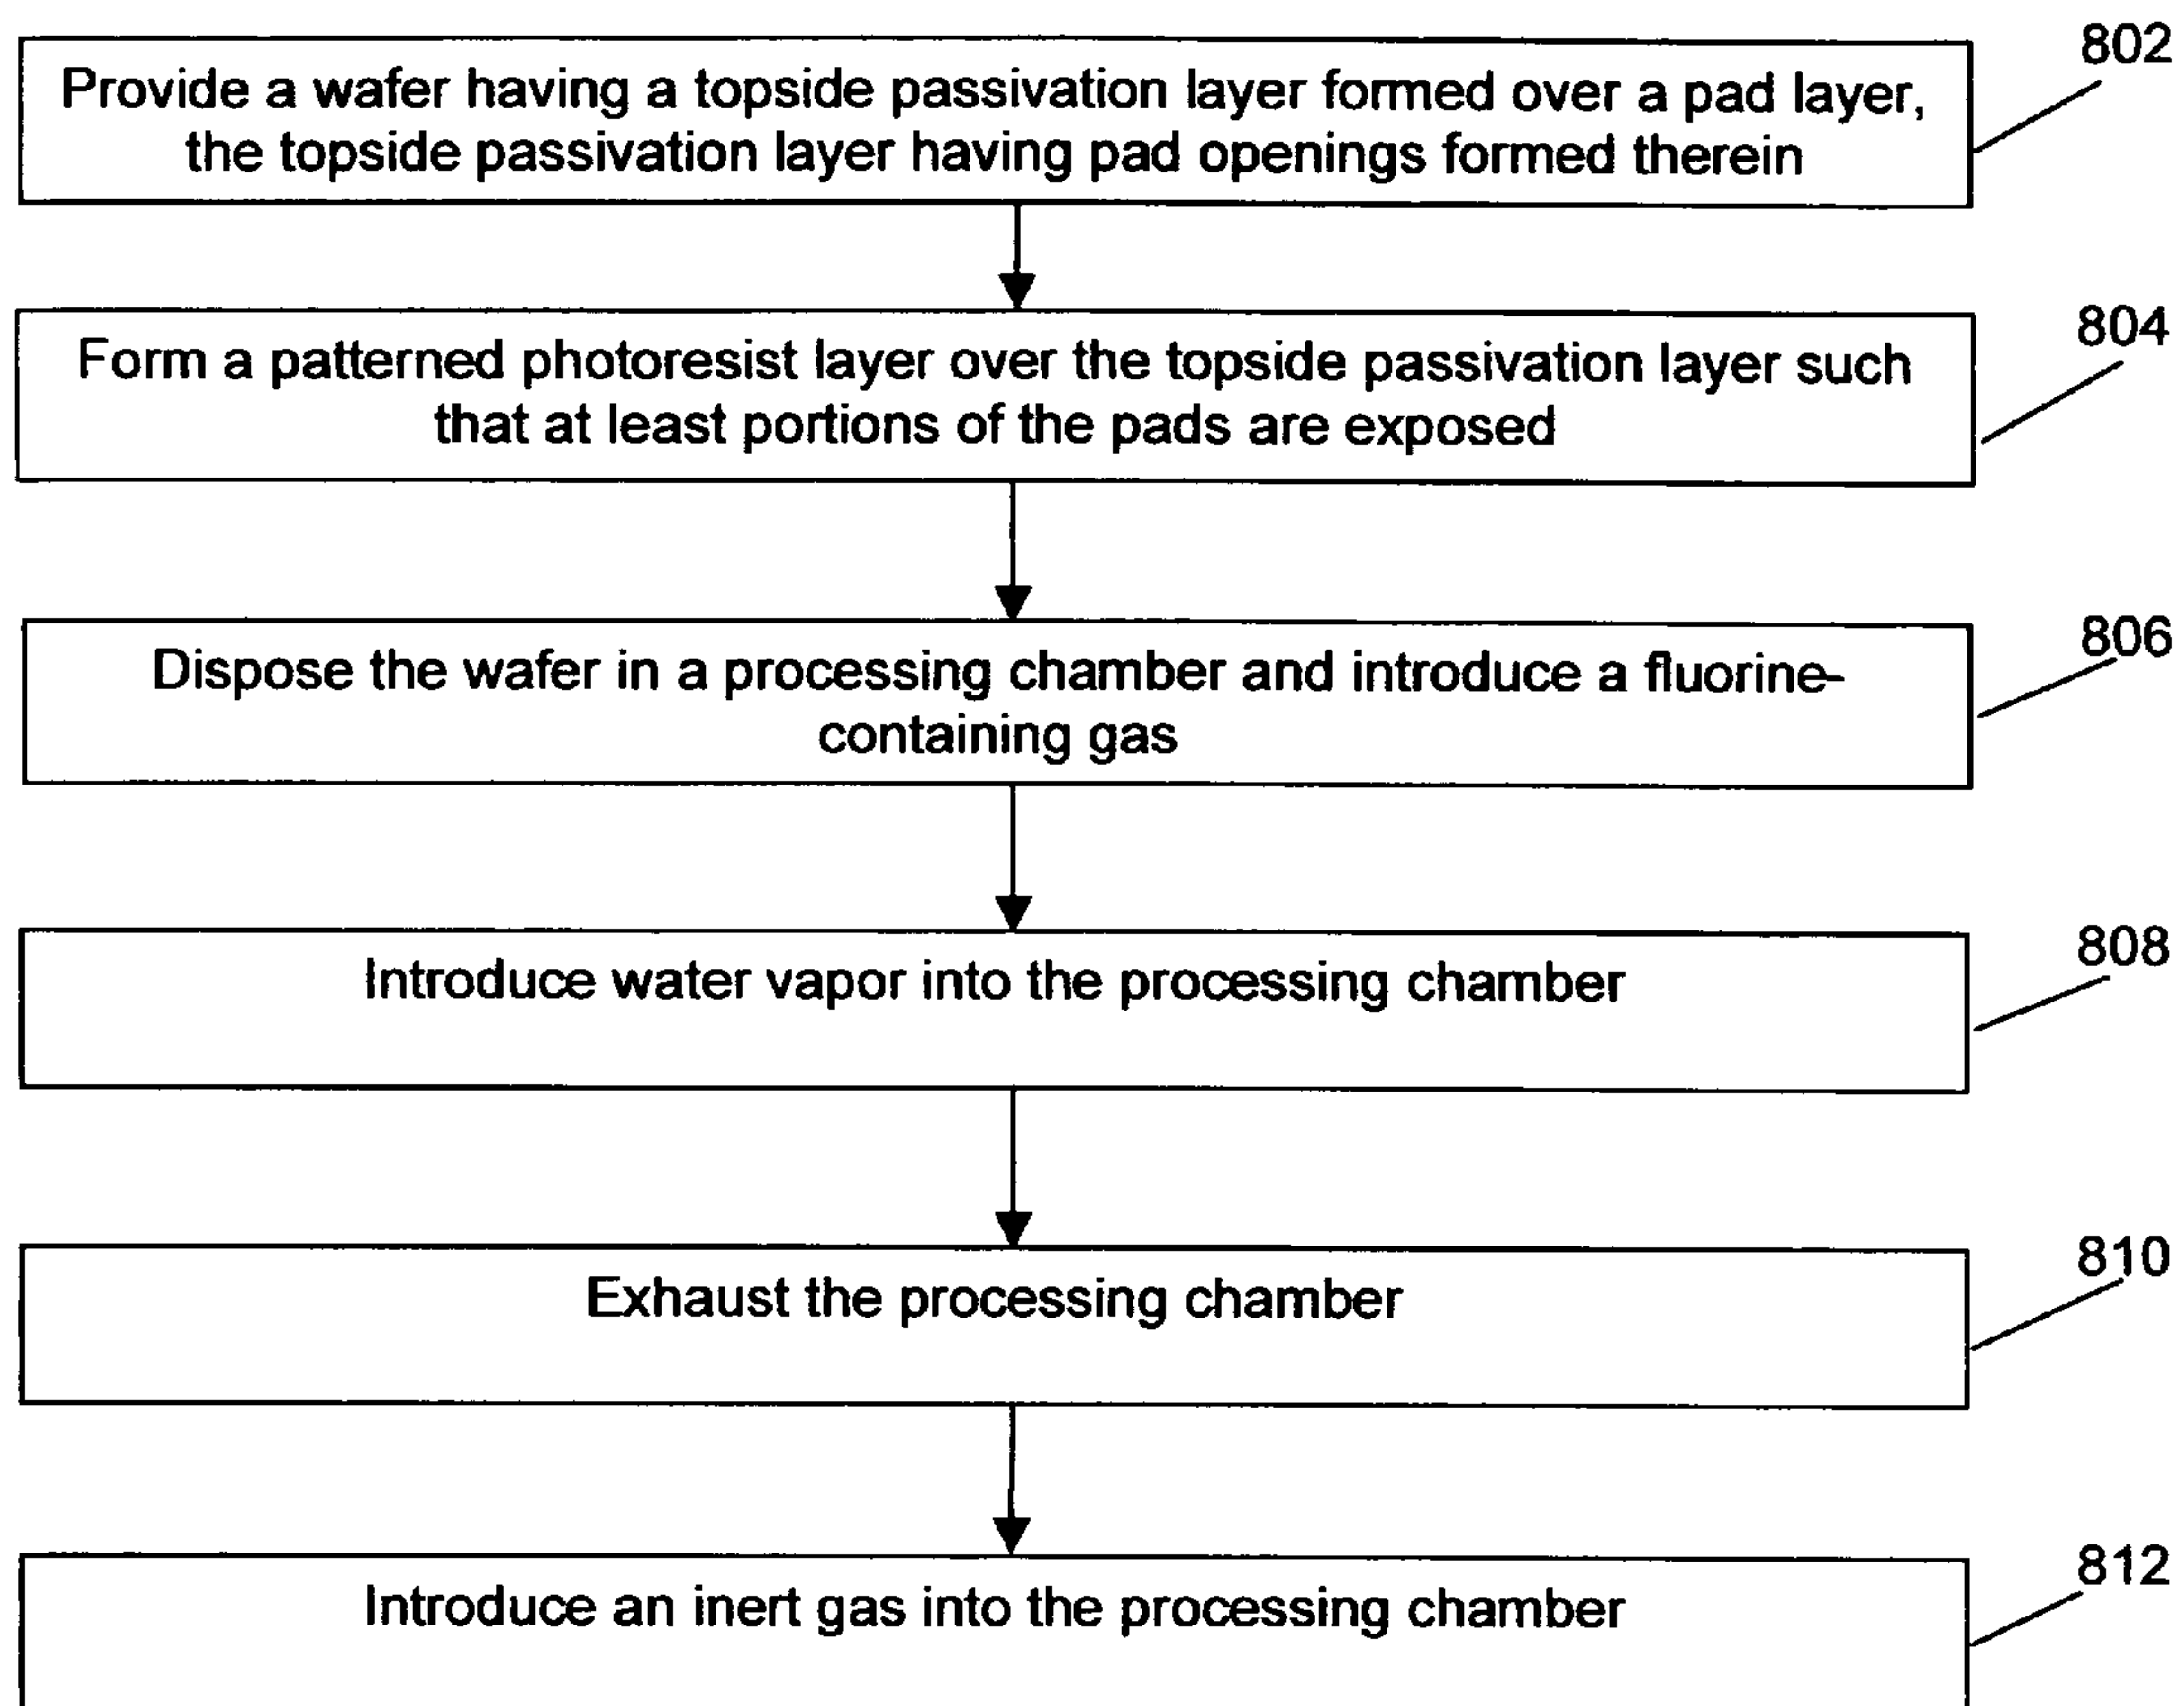 802
Provide a wafer having a topside passivation layer formed over a pad layer,
the topside passivation layer having pad openings formed therein
804
Form a patterned photoresist layer over the topside passivation layer such
that at least portions of the pads are exposed
806
Dispose the wafer in a processing chamber and introduce a fluorine-
containing gas
808
Introduce water vapor into the processing chamber
810
Exhaust the processing chamber
812
Introduce an inert gas into the processing chamber